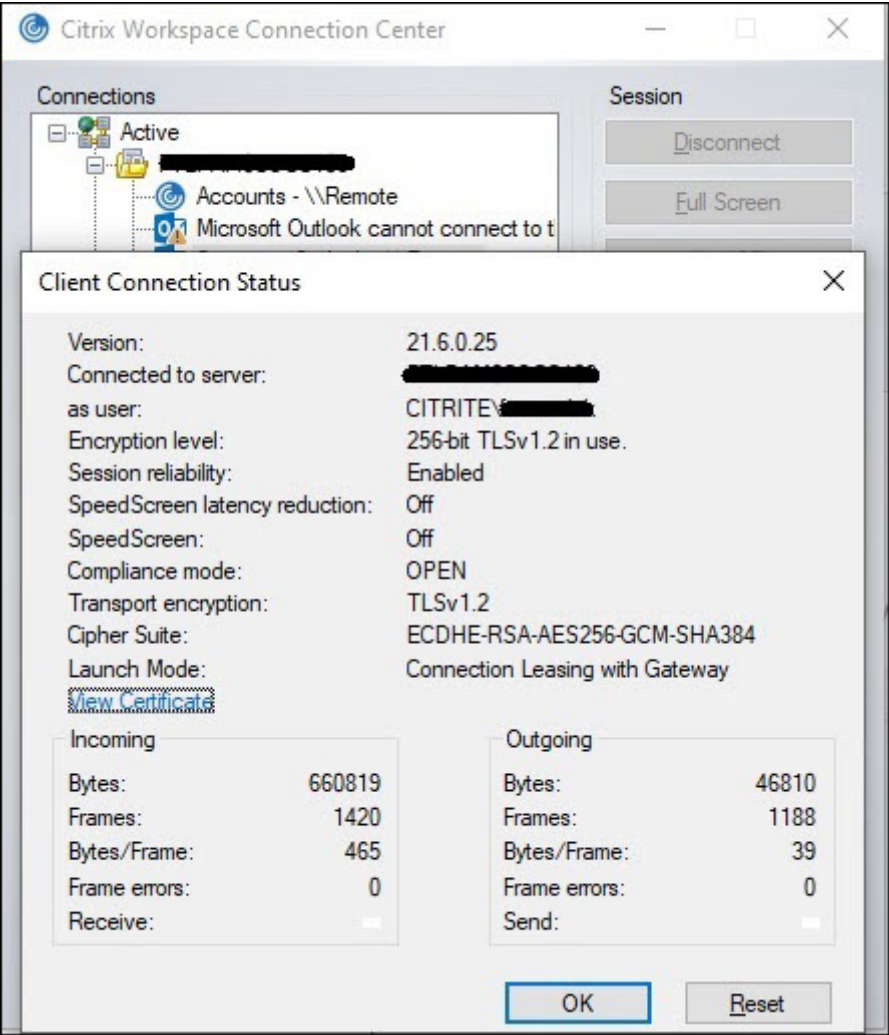 Citrix Workspace Connection Center
Connections
Active
Accounts - \\Remote
Microsoft Outlook cannot connect to t
Session
Disconnect
Full Screen
Client Connection Status
Version: 21.6.0.25
Connected to server:
as user: CITRITE\
Encryption level: 256-bit TLSv1.2 in use.
Session reliability: Enabled
SpeedScreen latency reduction: Off
SpeedScreen: Off
Compliance mode: OPEN
Transport encryption: TLSv1.2
Cipher Suite: ECDHE-RSA-AES256-GCM-SHA384
Launch Mode: Connection Leasing with Gateway
View Certificate
Incoming
Bytes: 660819
Frames: 1420
Bytes/Frame: 465
Frame errors: 0
Receive:
Outgoing
Bytes: 46810
Frames: 1188
Bytes/Frame: 39
Frame errors: 0
Send:
OK
Reset